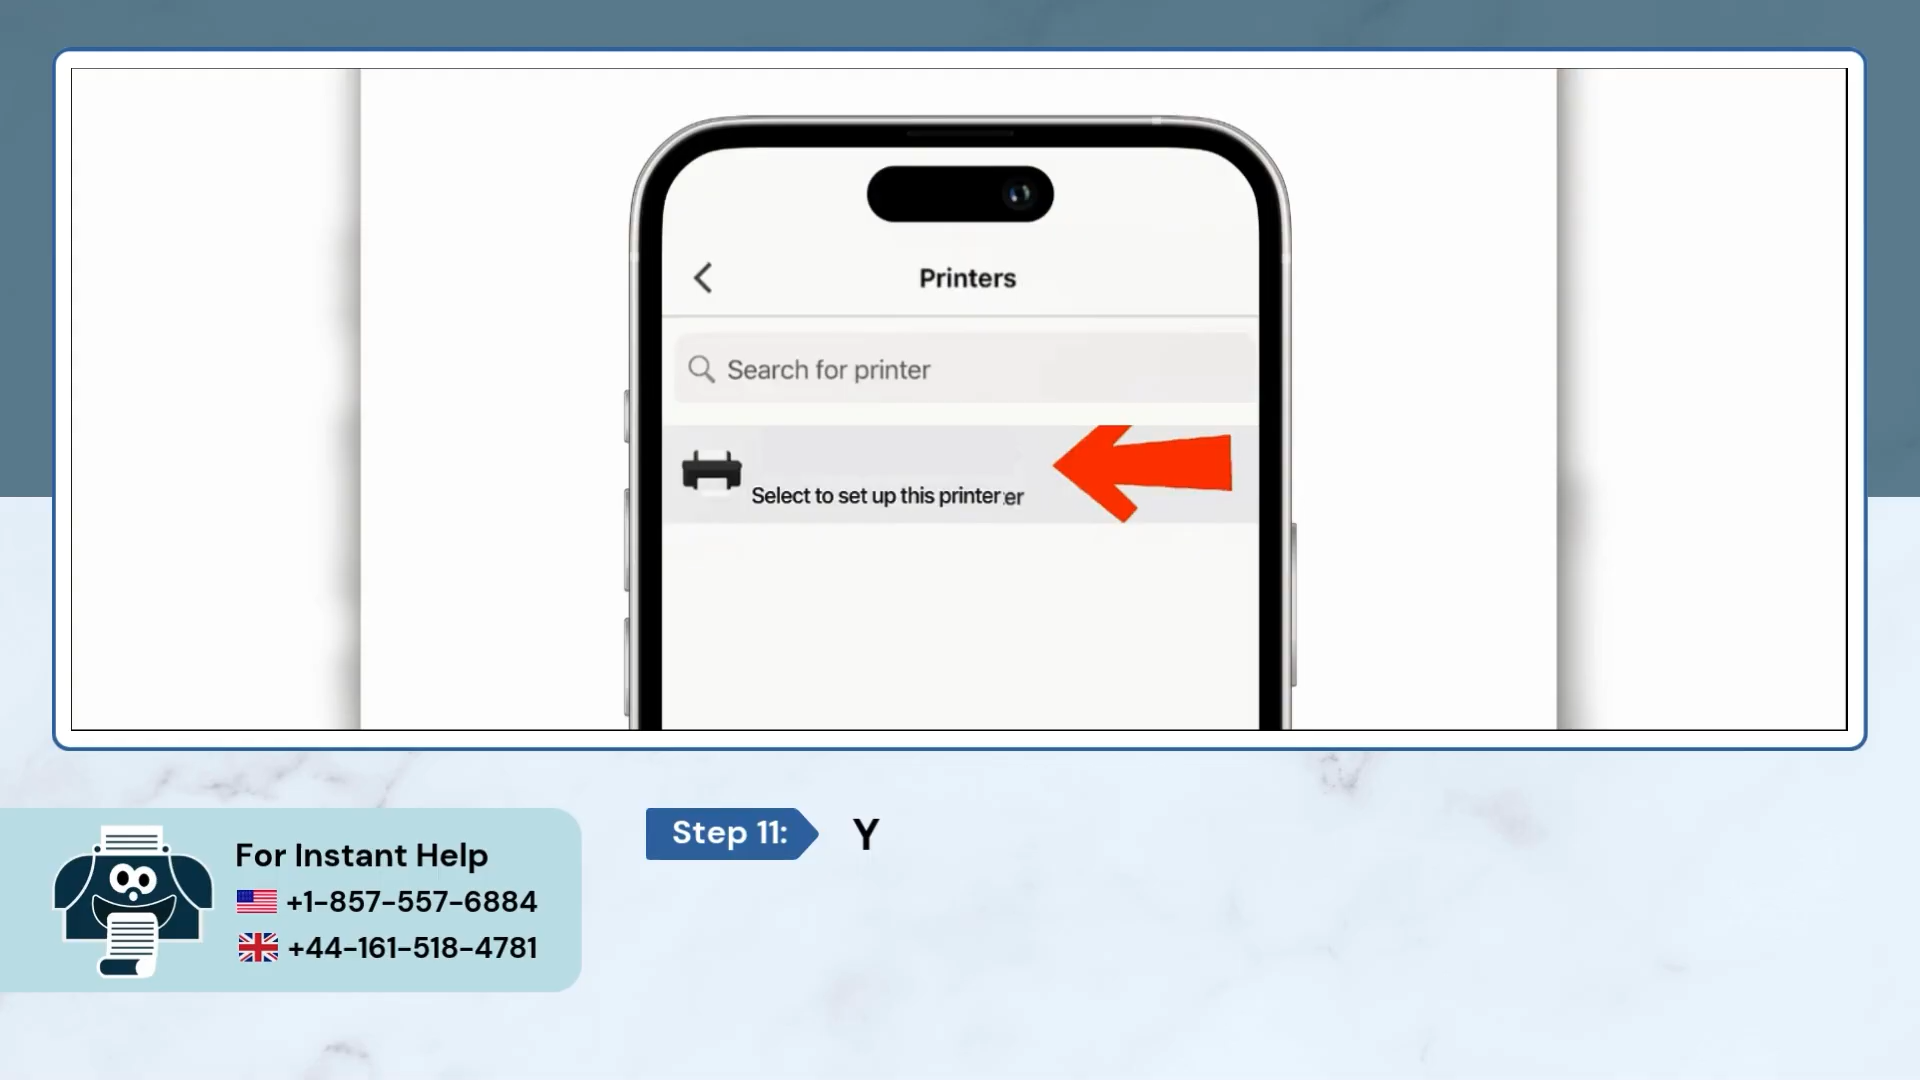 Printers
Search for printer
Select to set up this printer er
For Instant Help
+1-857-557-6884
+44-161-518-4781
Step 11:
Y